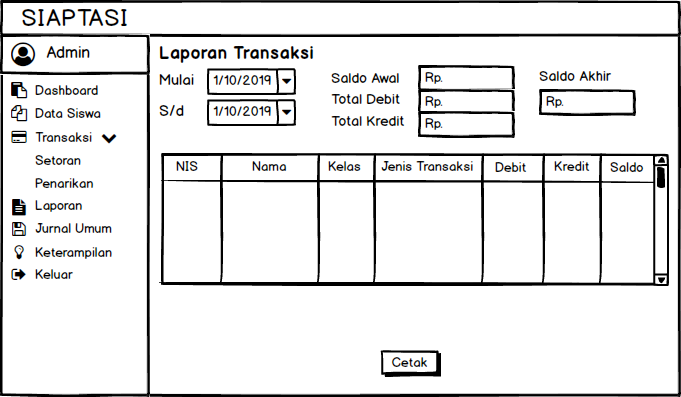 SIAPTASI
Admin
Dashboard
Data Siswa
Transaksi
Setoran
Penarikan
Laporan
Jurnal Umum
Keterampilan
Keluar
Laporan Transaksi
Mulai 1/10/2019
S/d 1/10/2019
Saldo Awal Rp.
Total Debit Rp.
Total Kredit Rp.
Saldo Akhir
Rp.
NIS Nama Kelas Jenis Transaksi Debit Kredit Saldo
Cetak